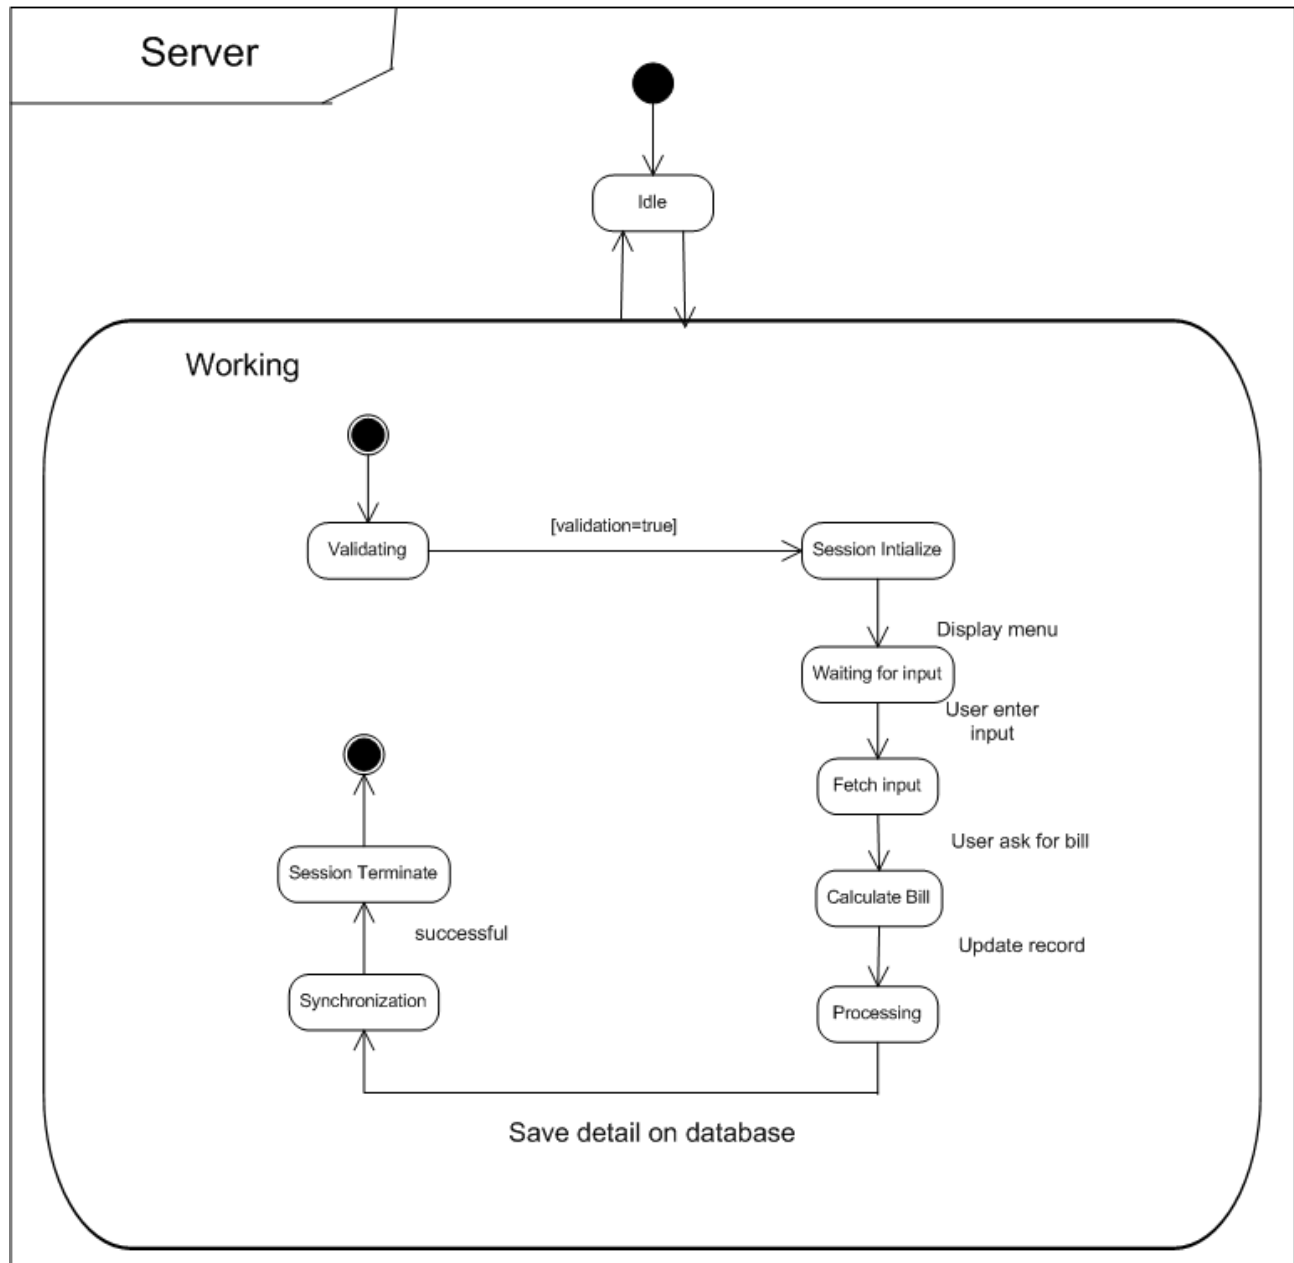 Server
Idle
Working
Validating
[validation=true]
Session Intialize
Display menu
Waiting for input
User enter
input
Fetch input
User ask for bill
Calculate Bill
Update record
Processing
Save detail on database
Synchronization
successful
Session Terminate